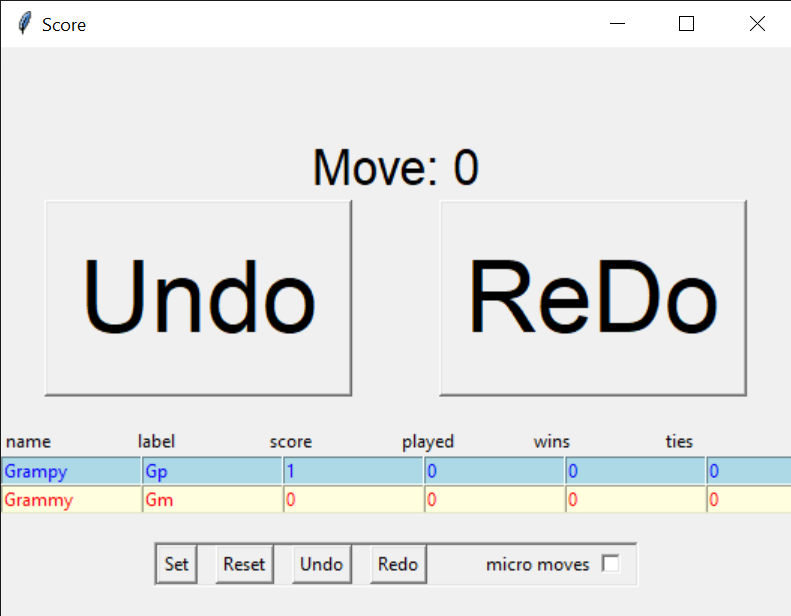 Score
Move: 0
Undo ReDo
name label score played wins ties
Grampy Gp 1 0 0 0
Grammy Gm 0 0 0 0
Set Reset Undo Redo micro moves